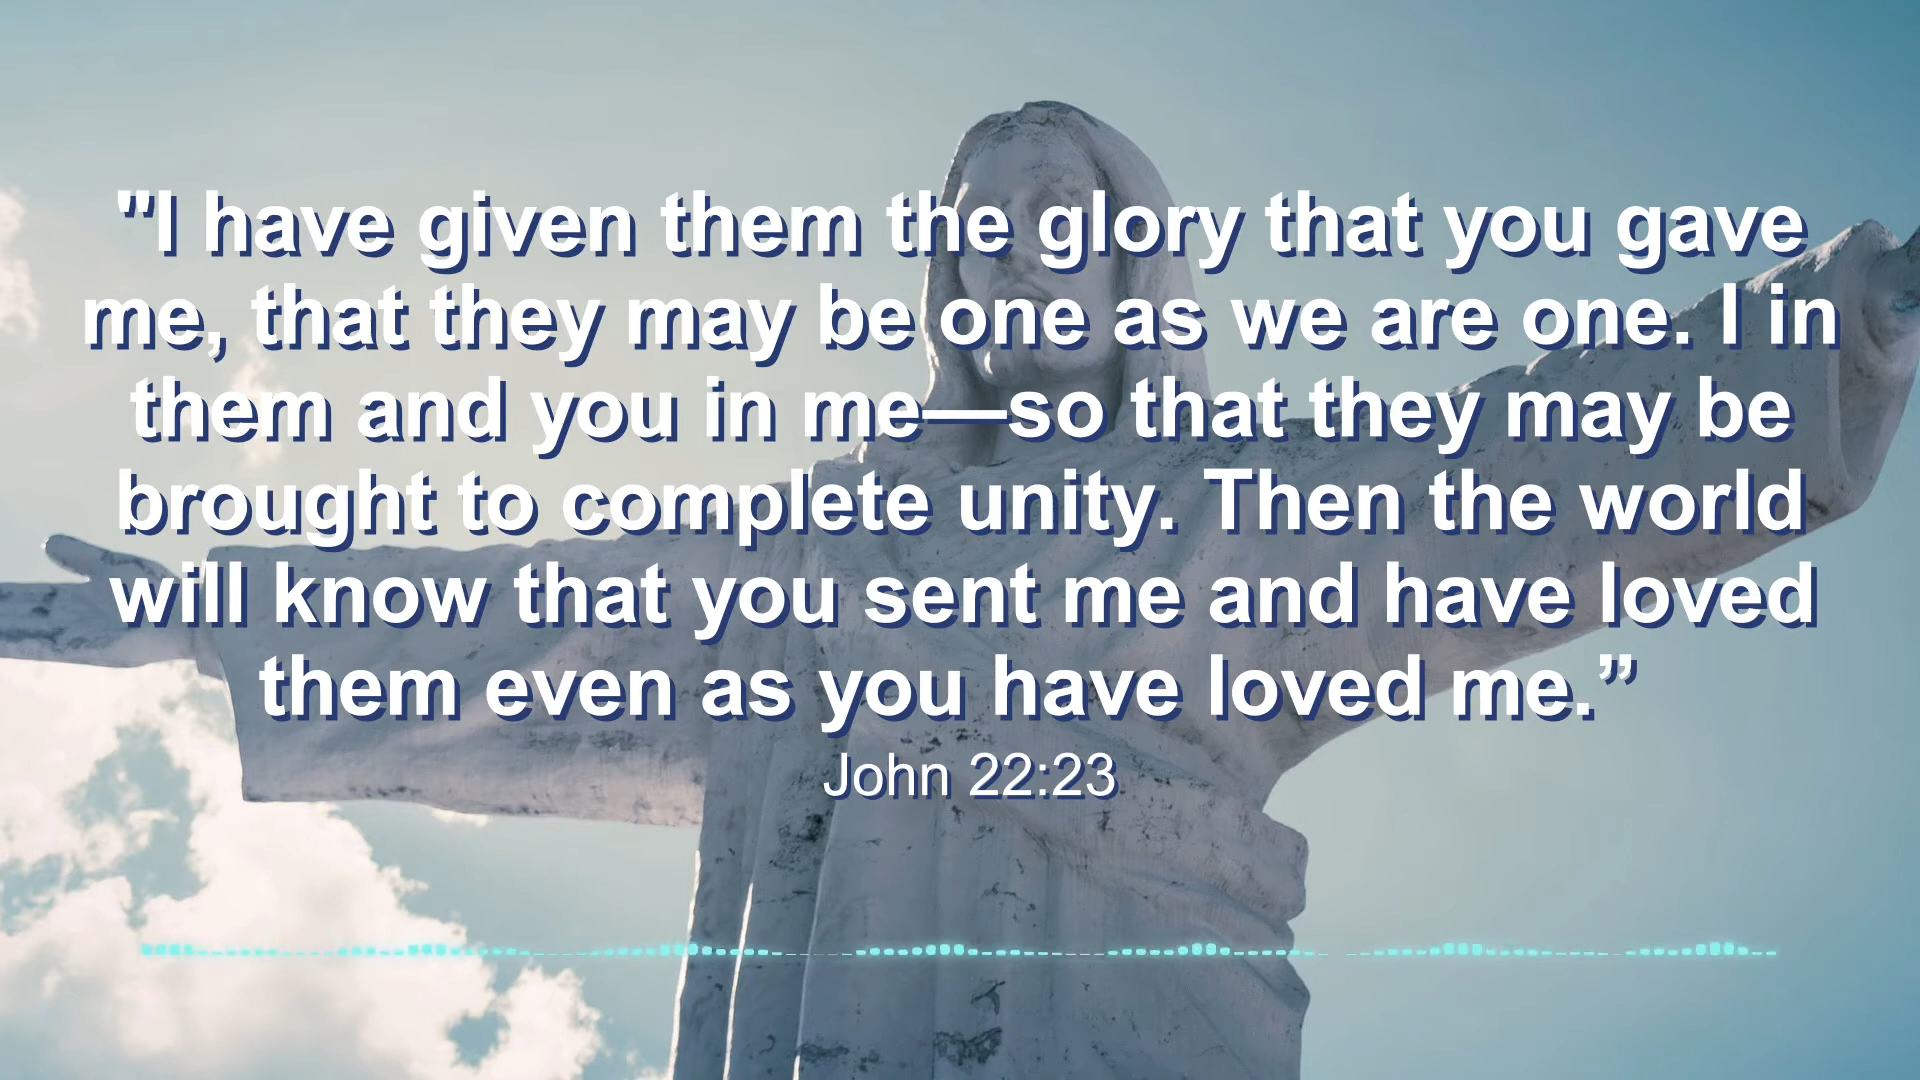 "I have given them the glory that you gave
me, that they may be one as we are one. I in
them and you in me—so that they may be
brought to complete unity. Then the world
will know that you sent me and have loved
them even as you have loved me.”
John 22:23